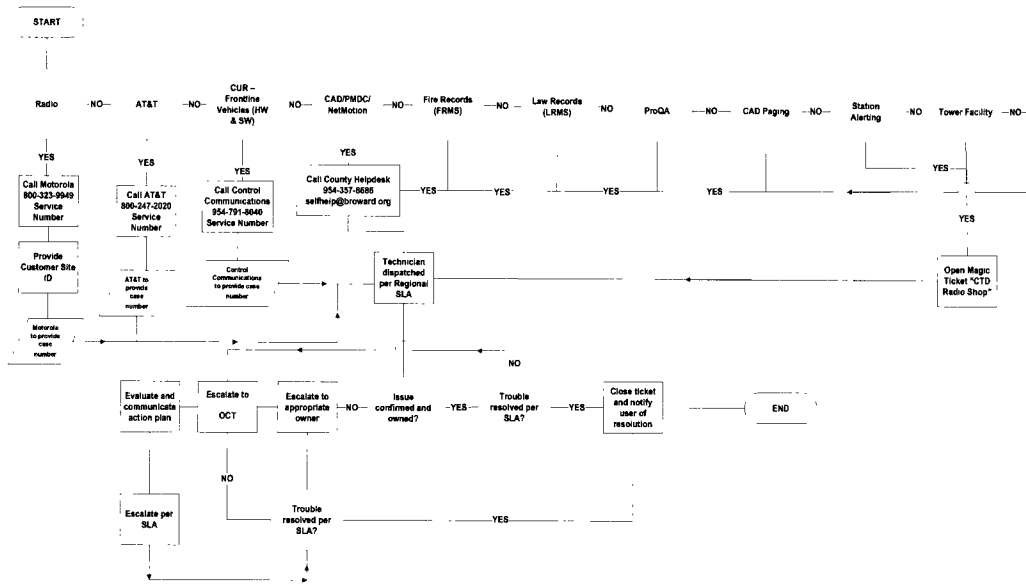 START
CUR –
Frontline
Vehicles (HW
& SW)
Radio
NO
AT&T
NO
NO
CAD/PMDC/
NetMotion
NO
Fire Records
(FRMS)
NO
Law Records
(LRMS)
NO
ProQA
NO
CAD Paging
NO
Station
Alerting
NO
Tower Facility
NO
YES
YES
YES
YES
YES
YES
YES
YES
YES
YES
Call Motorola
800-323-9949
Service
Number
Call AT&T
800-247-2020
Service
Number
Call Control
Communications
954-791-8040
Service Number
Call County Helpdesk
954-357-8686
selfheip@broward org
Provide
Customer Site
ID
AT&T to
provide
case
number
Control
Communications
to provide case
number
Technician
dispatched
per Regional
SLA
Open Magic
Ticket "CTD
Radio Shop"
Motorola
to provide
case
number
NO
Evaluate and
communicate
action plan
Escalate to
OCT
Escalate to
appropriate
owner
NO
Issue
confirmed and
owned?
YES
Trouble
resolved per
SLA?
YES
Close ticket
and notify
user of
resolution
END
NO
Escalate per
SLA
Trouble
resolved per
SLA?
YES